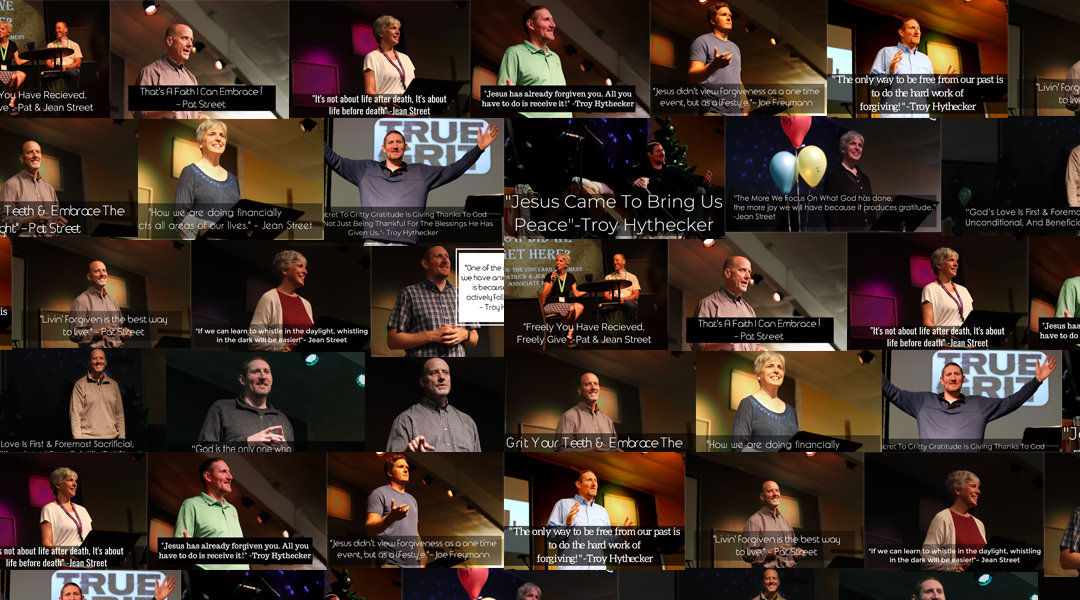 WE
E?
You Have Recieved,
ve -Pat & Jean Street
That's A Faith I Can Embrace !
- Pat Street
"It's not about life after death, It's about
life before death" -Jean Street
"Jesus has already forgiven you. All you
have to do is receive it!" -Troy Hythecker
"Jesus didn't view forgiveness as a one time
event, but as a lifestyle."- Joe Freymann
"The only way to be free from our past is
to do the hard work of
forgiving!" -Troy Hythecker
"Livin' Forg
to liv
Teeth & Embrace The
ght" - Pat Street
"How we are doing financially
cts all areas of our lives." - Jean Street
TRUE
GRIT
cret To Gritty Gratitude Is Giving Thanks To God
Not Just Being Thankful For The Blessings He Has
Given Us."- Troy Hythecker
"Jesus Came To Bring Us
Peace"-Troy Hythecker
"The More We Focus On What God has done,
the more joy we will have because it produces gratitude."
-Jean Street
"God's Love Is First & Foremo
Unconditional, And Beneficia
is
"Livin' Forgiven is the best way
to live." - Pat Street
"If we can learn to whistle in the daylight, whistling
in the dark will be easier!"- Jean Street
"One of the
we have an
is becaus
actively foll
- Troy H
GET HERE?
"Freely You Have Recieved,
Freely Give" -Pat & Jean Street
That's A Faith I Can Embrace !
- Pat Street
"It's not about life after death, It's about
life before death" -Jean Street
"Jesus has
have to do
Love Is First & Foremost Sacrificial,
"God is the only one who
Grit Your Teeth & Embrace The
"How we are doing financially
TRUE
GRIT
cret To Gritty Gratitude Is Giving Thanks To God
"Je
s not about life after death, It's about
life before death" -Jean Street
"Jesus has already forgiven you. All you
have to do is receive it!" -Troy Hythecker
"Jesus didn't view forgiveness as a one time
event, but as a lifestyle."- Joe Freymann
"The only way to be free from our past is
to do the hard work of
forgiving!" -Troy Hythecker
"Livin' Forgiven is the best way
to live." - Pat Street
"If we can learn to whistle in the daylight, whistling
in the dark will be easier!"- Jean Street
TRUE